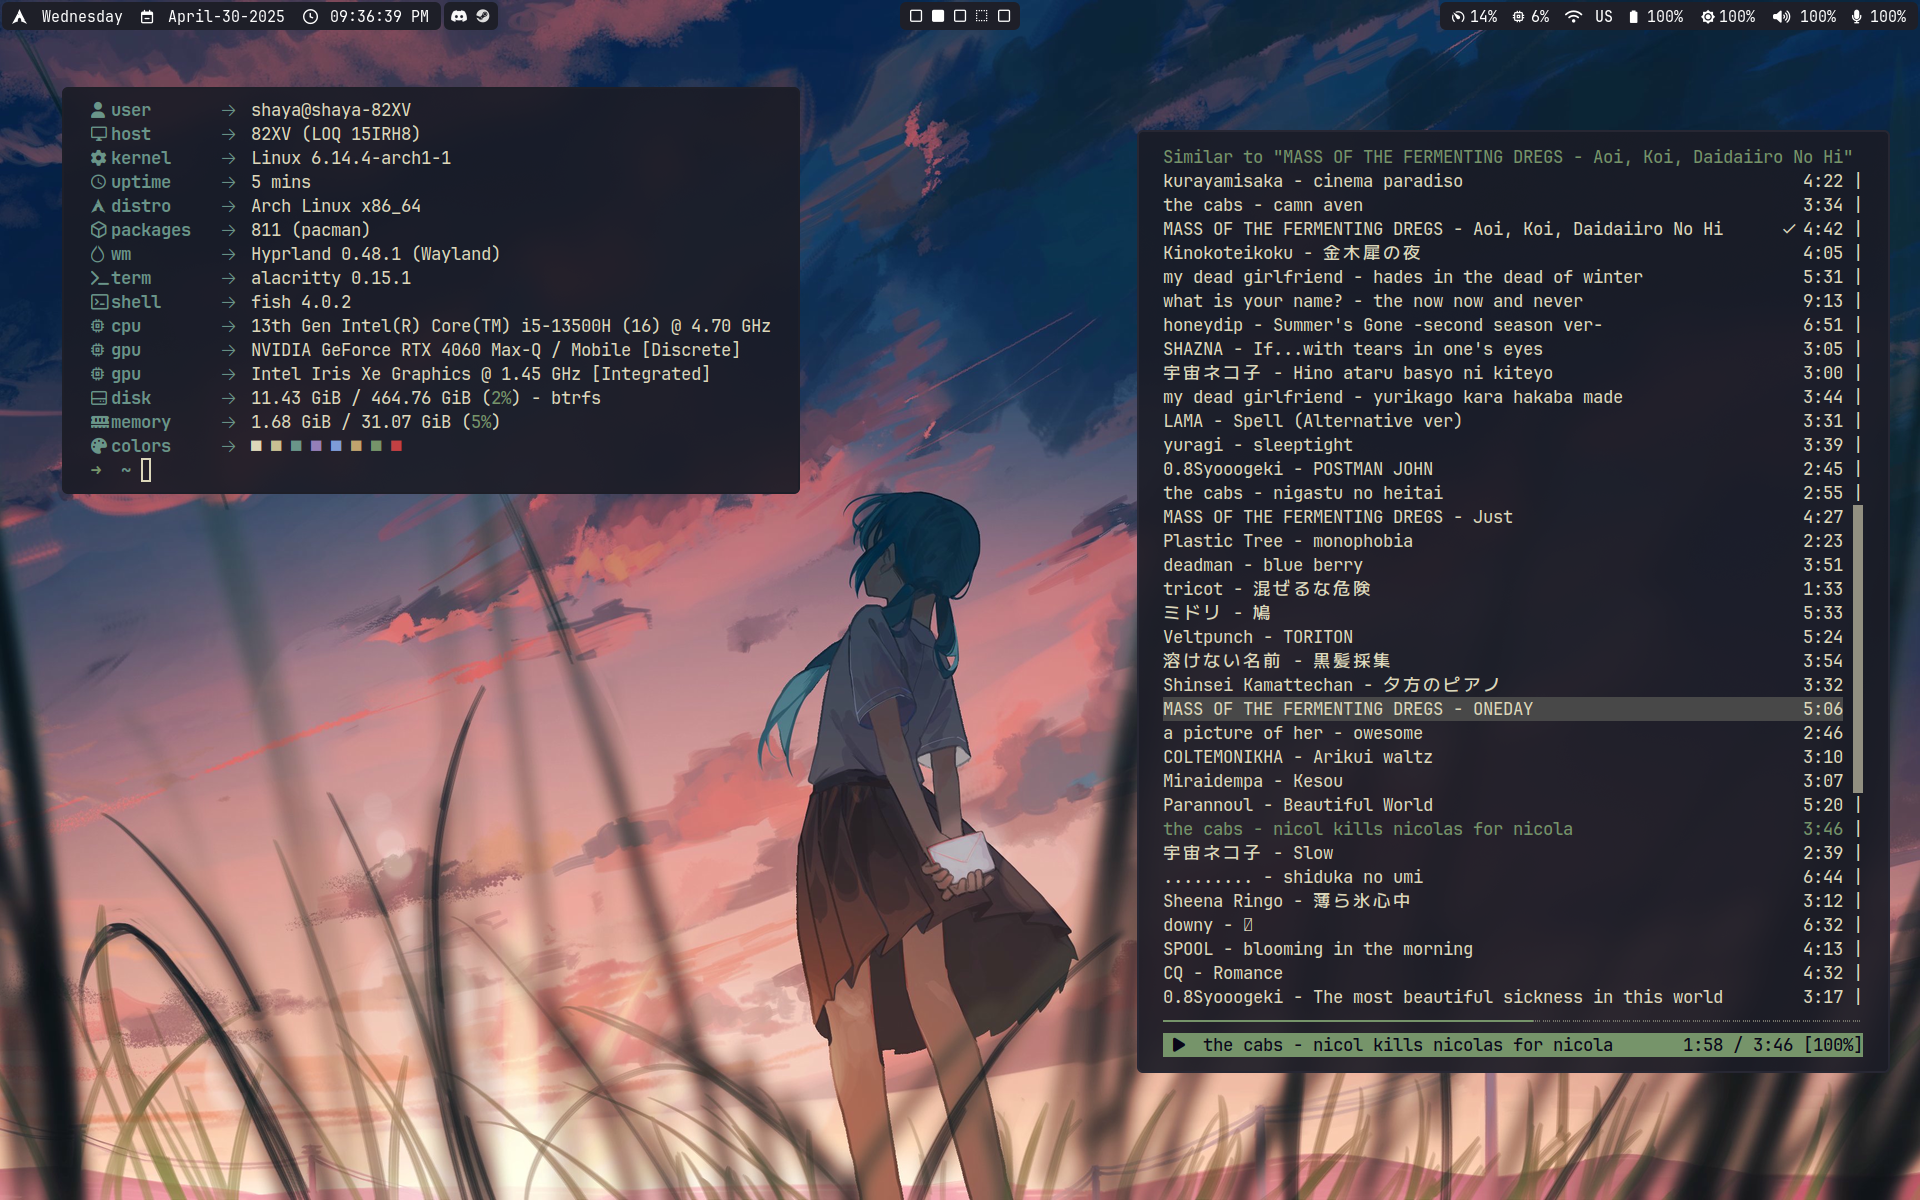 Wednesday April-30-2025 09:36:39 PM
14% 6% US 100% 100% 100% 100%
user → shaya@shaya-82XV
host → 82XV (LOQ 15IRH8)
kernel → Linux 6.14.4-arch1-1
uptime → 5 mins
distro → Arch Linux x86_64
packages → 811 (pacman)
wm → Hyprland 0.48.1 (Wayland)
term → alacritty 0.15.1
shell → fish 4.0.2
cpu → 13th Gen Intel(R) Core(TM) i5-13500H (16) @ 4.70 GHz
gpu → NVIDIA GeForce RTX 4060 Max-Q / Mobile [Discrete]
gpu → Intel Iris Xe Graphics @ 1.45 GHz [Integrated]
disk → 11.43 GiB / 464.76 GiB (2%) - btrfs
memory → 1.68 GiB / 31.07 GiB (5%)
colors →
→ ~
Similar to "MASS OF THE FERMENTING DREGS - Aoi, Koi, Daidaiiro No Hi"
kurayamisaka - cinema paradiso 4:22 |
the cabs - camn aven 3:34 |
MASS OF THE FERMENTING DREGS - Aoi, Koi, Daidaiiro No Hi ✓ 4:42 |
Kinokoteikoku - 金木犀の夜 4:05 |
my dead girlfriend - hades in the dead of winter 5:31 |
what is your name? - the now now and never 9:13 |
honeydip - Summer's Gone -second season ver- 6:51 |
SHAZNA - If...with tears in one's eyes 3:05 |
宇宙ネコ子 - Hino ataru basyo ni kiteyo 3:00 |
my dead girlfriend - yurikago kara hakaba made 3:44 |
LAMA - Spell (Alternative ver) 3:31 |
yuragi - sleeptight 3:39 |
0.8Syooogeki - POSTMAN JOHN 2:45 |
the cabs - nigastu no heitai 2:55 |
MASS OF THE FERMENTING DREGS - Just 4:27
Plastic Tree - monophobia 2:23
deadman - blue berry 3:51
tricot - 混ぜるな危険 1:33
ミドリ - 鳩 5:33
Veltpunch - TORITON 5:24
溶けない名前 - 黒髪採集 3:54
Shinsei Kamattechan - 夕方のピアノ 3:32
MASS OF THE FERMENTING DREGS - ONEDAY 5:06
a picture of her - owesome 2:46
COLTEMONIKHA - Arikui waltz 3:10
Miraidempa - Kesou 3:07
Parannoul - Beautiful World 5:20 |
the cabs - nicol kills nicolas for nicola 3:46 |
宇宙ネコ子 - Slow 2:39 |
......... - shiduka no umi 6:44 |
Sheena Ringo - 薄ら氷心中 3:12 |
downy - 6:32 |
SPOOL - blooming in the morning 4:13 |
CQ - Romance 4:32 |
0.8Syooogeki - The most beautiful sickness in this world 3:17 |
▶ the cabs - nicol kills nicolas for nicola 1:58 / 3:46 [100%]